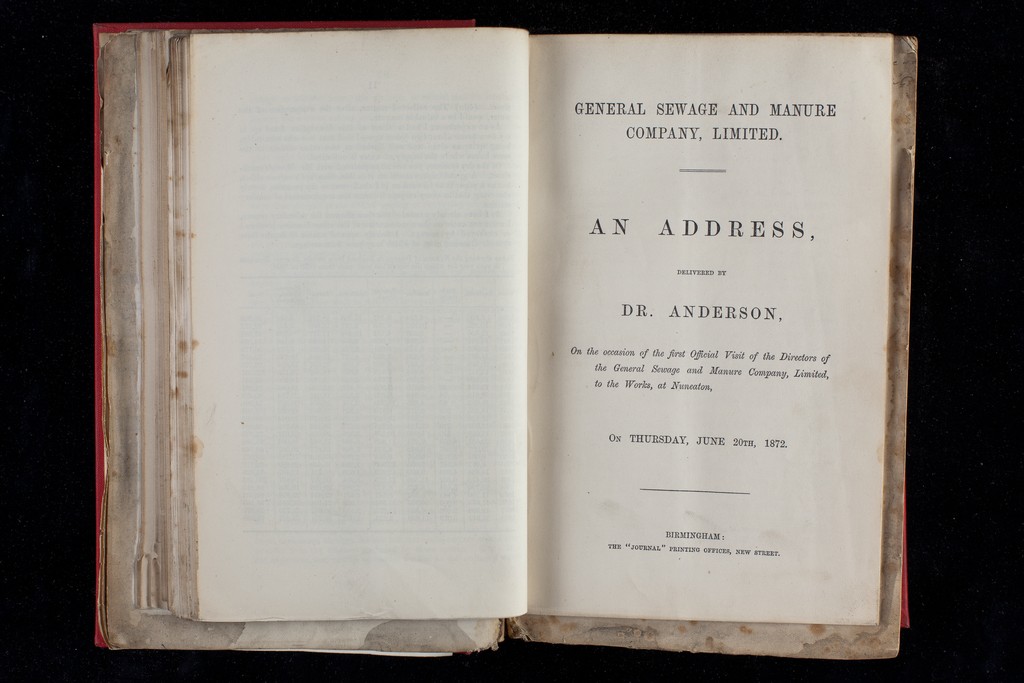 GENERAL SEWAGE AND MANURE
COMPANY, LIMITED.
AN ADDRESS,
DELIVERED BY
DR. ANDERSON,
On the occasion of the first Official Visit of the Directors of
the General Sewage and Manure Company, Limited,
to the Works, at Nuneaton,
On THURSDAY, JUNE 20TH, 1872.
BIRMINGHAM:
THE "JOURNAL" PRINTING OFFICES, NEW STREET.